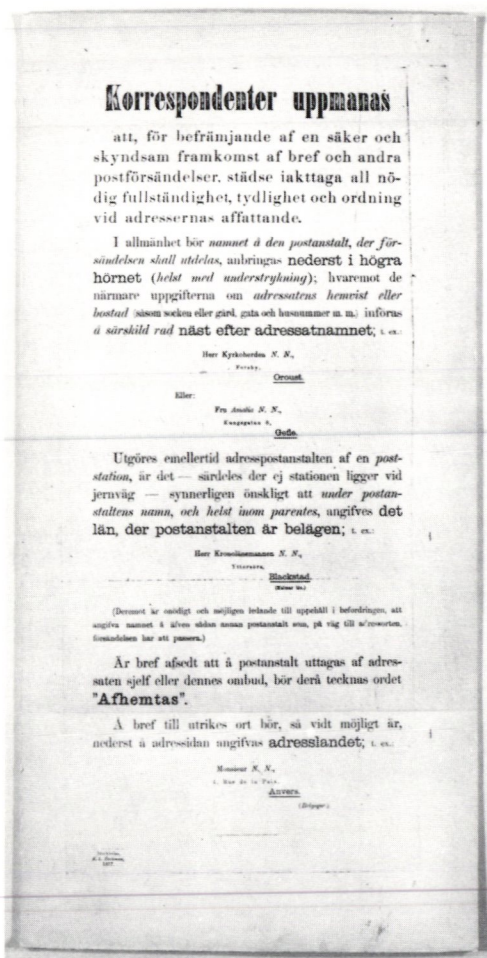 Korrespondenter uppmanas
att, för befrämjande af en säker och
skyndsam framkomst af bref och andra
postförsändelser, städse iakttaga all nö-
dig fullständighet, tydlighet och ordning
vid adressernas affattande.
I allmänhet bör namnet å den postanstalt, der för-
sändelsen skall utdelas, anbringas nederst i högra
hörnet (helst med understrykning); hvaremot de
närmare uppgifterna om adressatens hemvist eller
bostad (såsom socken eller gård, gata och husnummer m. m.) införas
å särskild rad näst efter adressatnamnet; t. ex.:
Herr Kyrkoherden N. N.,
Forsby,
Oroust.
Eller:
Fru Amalia N. N.,
Kungsgatan 6,
Gefle.
Utgöres emellertid adresspostanstalten af en post-
station, är det — särdeles der ej stationen ligger vid
jernväg — synnerligen önskligt att under postan-
staltens namn, och helst inom parentes, angifves det
län, der postanstalten är belägen; t. ex.:
Herr Kronolänsmannen N. N.,
Blackstad.
(Kalmar län.)
(Deremot är onödigt och möjligen ledande till uppehåll i befordringen, att
angifva namnet å äfven sådan annan postanstalt som, på väg till adressorten,
försändelsen har att passera.)
Är bref afsedt att å postanstalt uttagas af adres-
saten sjelf eller dennes ombud, bör derå tecknas ordet
"Afhemtas".
Å bref till utrikes ort bör, så vidt möjligt är,
nederst å adressidan angifvas adresslandet; t. ex.:
Monsieur N. N.,
Rue de la Paix,
Anvers.
(Belgique.)